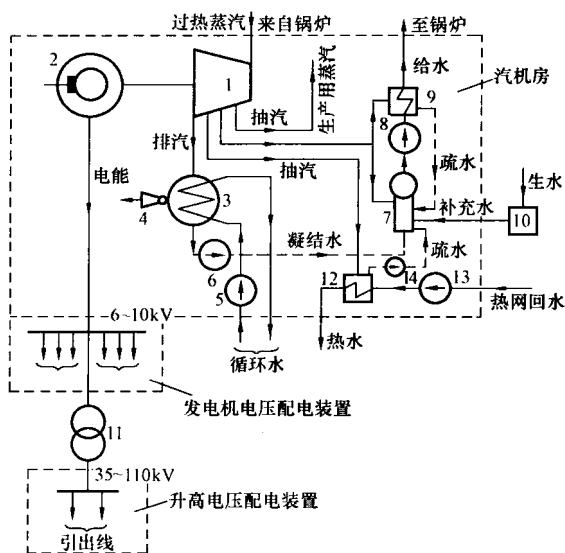 过热蒸汽
来自锅炉
至锅炉
2
1
生产用蒸汽
给水
9
汽机房
8
抽汽
排汽
抽汽
疏水
生水
电能
4
3
7
补充水
10
凝结水
疏水
6
5
12
14
13
热网回水
6~10kV
热水
循环水
发电机电压配电装置
11
35~110kV
升高电压配电装置
引出线